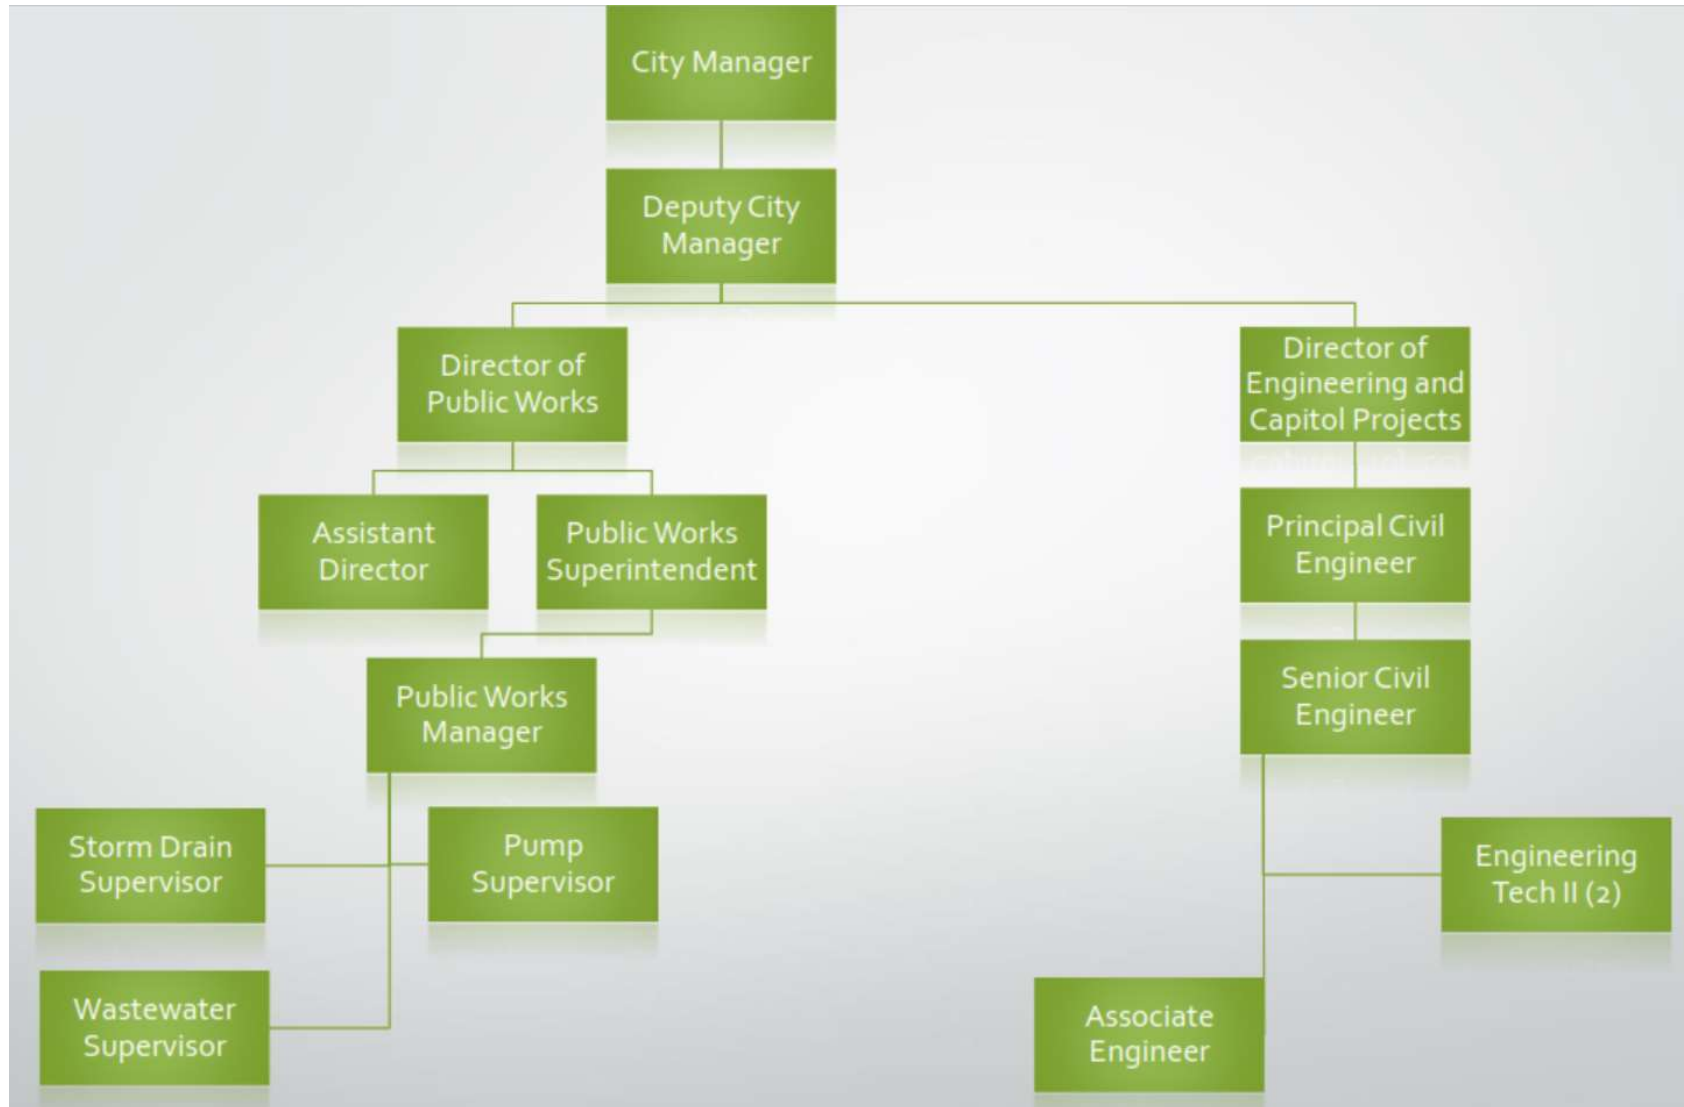 City Manager
Deputy City
Manager
Director of
Public Works
Director of
Engineering and
Capitol Projects
Assistant
Director
Public Works
Superintendent
Principal Civil
Engineer
Public Works
Manager
Senior Civil
Engineer
Storm Drain
Supervisor
Pump
Supervisor
Engineering
Tech II (2)
Wastewater
Supervisor
Associate
Engineer